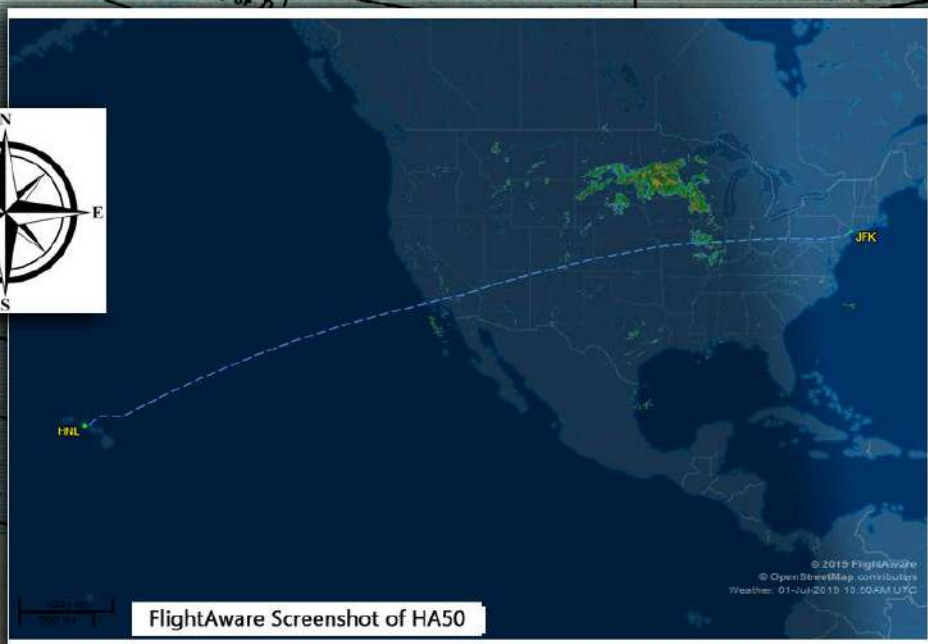 N
E
S
JFK
HNL
© 2015 FlightAware
© OpenStreetMap contributors
Weather: 01-Jul-2015 10:50AM UTC
FlightAware Screenshot of HA50